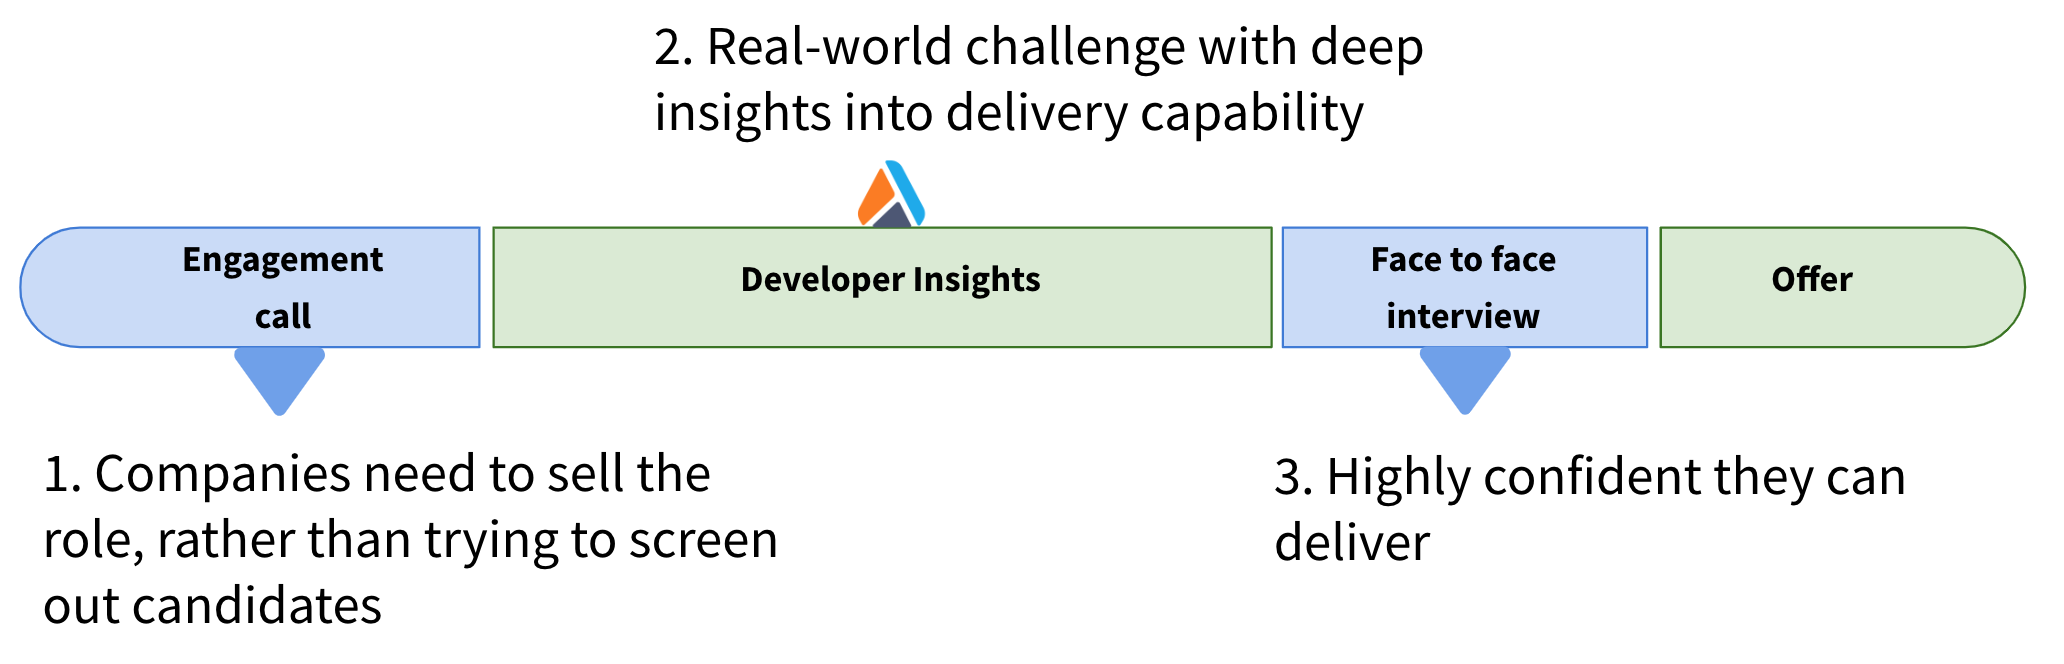 2. Real-world challenge with deep
insights into delivery capability
Engagement
call
Developer Insights
Face to face
interview
Offer
1. Companies need to sell the
role, rather than trying to screen
out candidates
3. Highly confident they can
deliver